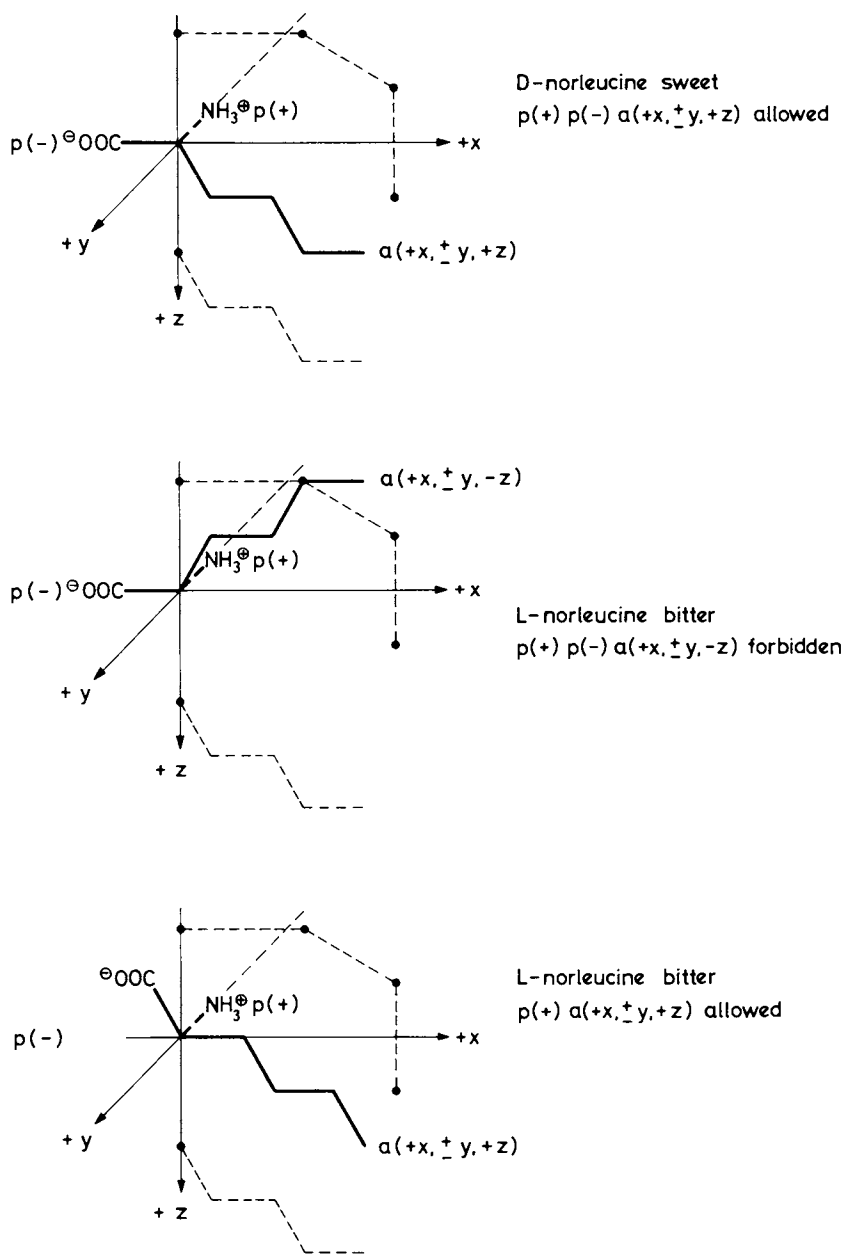 NH₃⊕ p(+)
p(-)⊖OOC
+x
+y
+z
a(+x, ±y, +z)
D-norleucine sweet
p(+) p(-) a(+x, ±y, +z) allowed
a(+x, ±y, -z)
NH₃⊕ p(+)
p(-)⊖OOC
+x
+y
+z
L-norleucine bitter
p(+) p(-) a(+x, ±y, -z) forbidden
⊖OOC
NH₃⊕ p(+)
p(-)
+x
+y
+z
a(+x, ±y, +z)
L-norleucine bitter
p(+) a(+x, ±y, +z) allowed